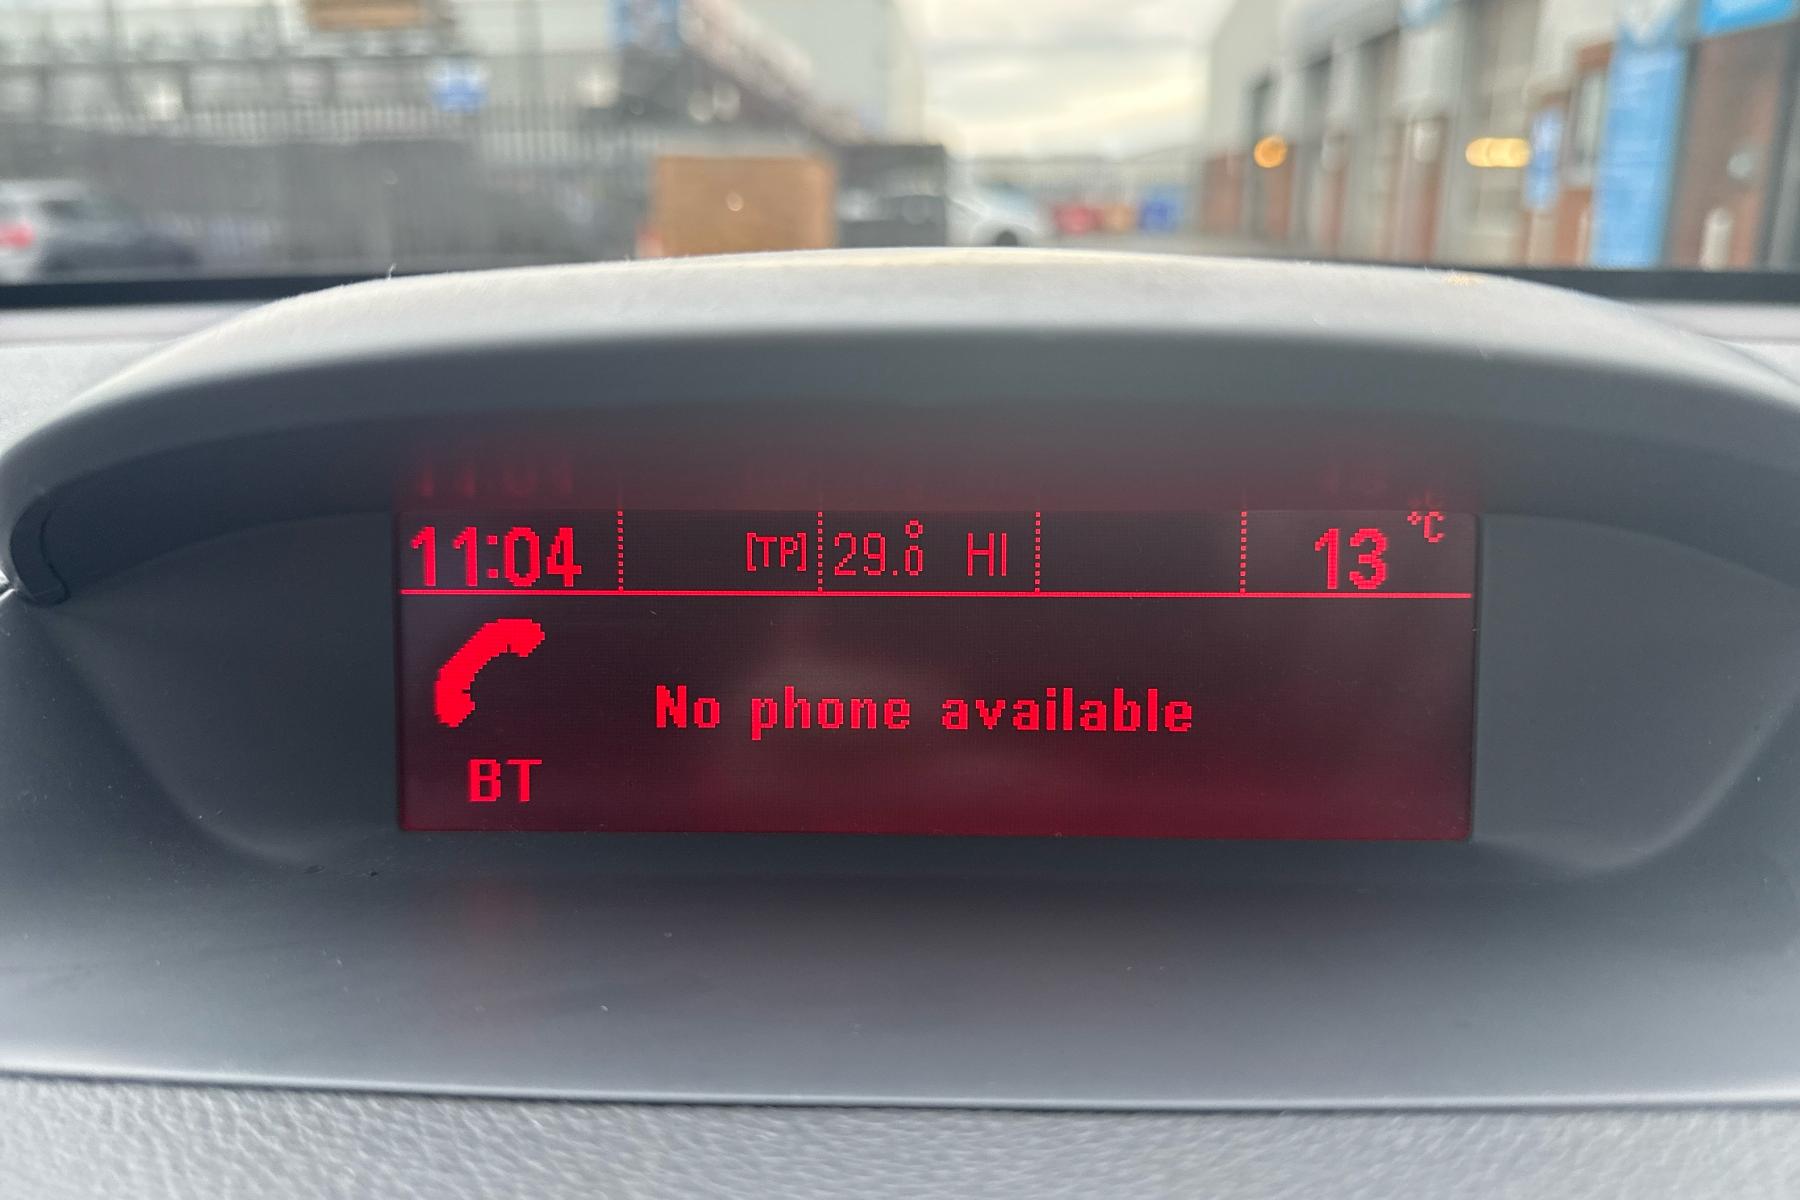 11:04 [TP] 29.0° HI 13 °C
No phone available
BT